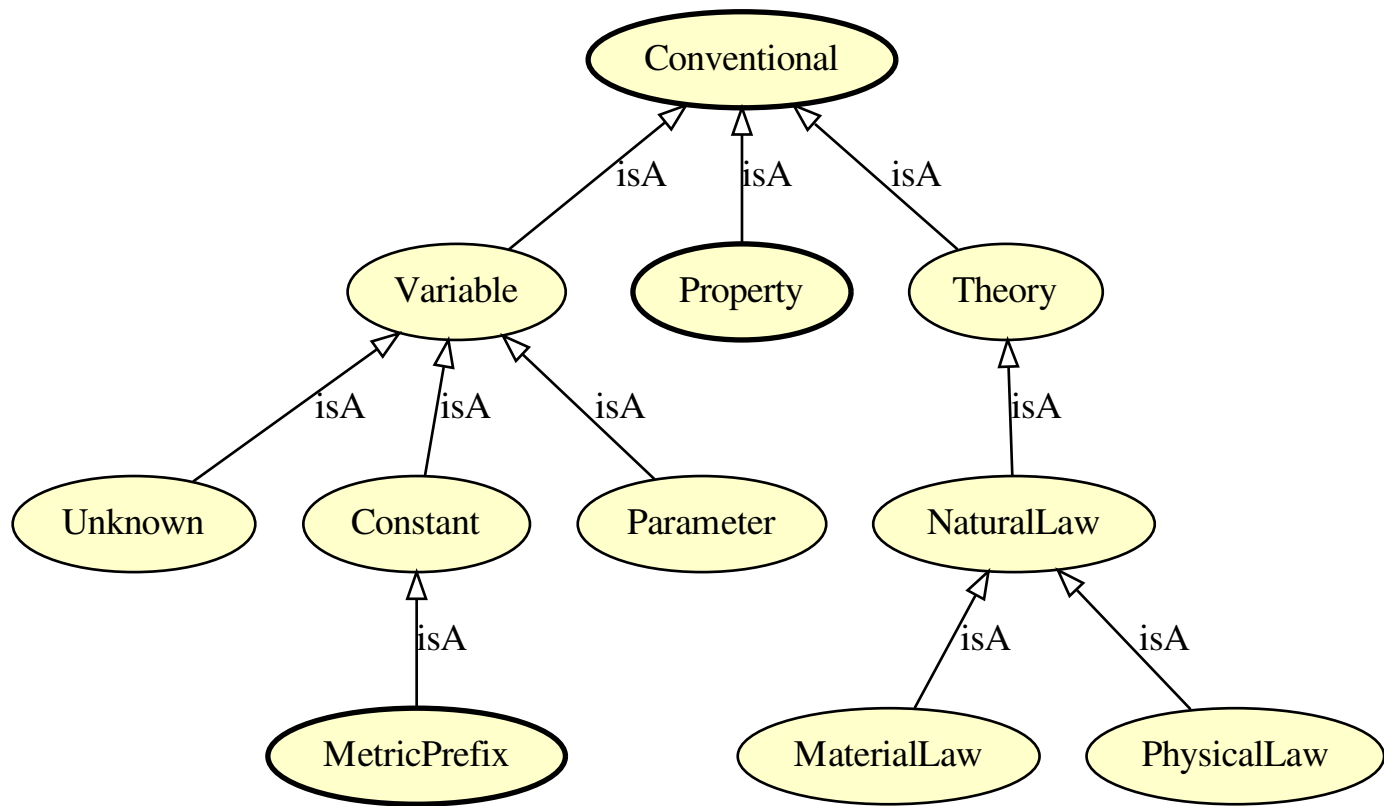 Conventional
isA isA isA
Variable Property Theory
isA isA isA isA
Unknown Constant Parameter NaturalLaw
isA isA isA
MetricPrefix MaterialLaw PhysicalLaw